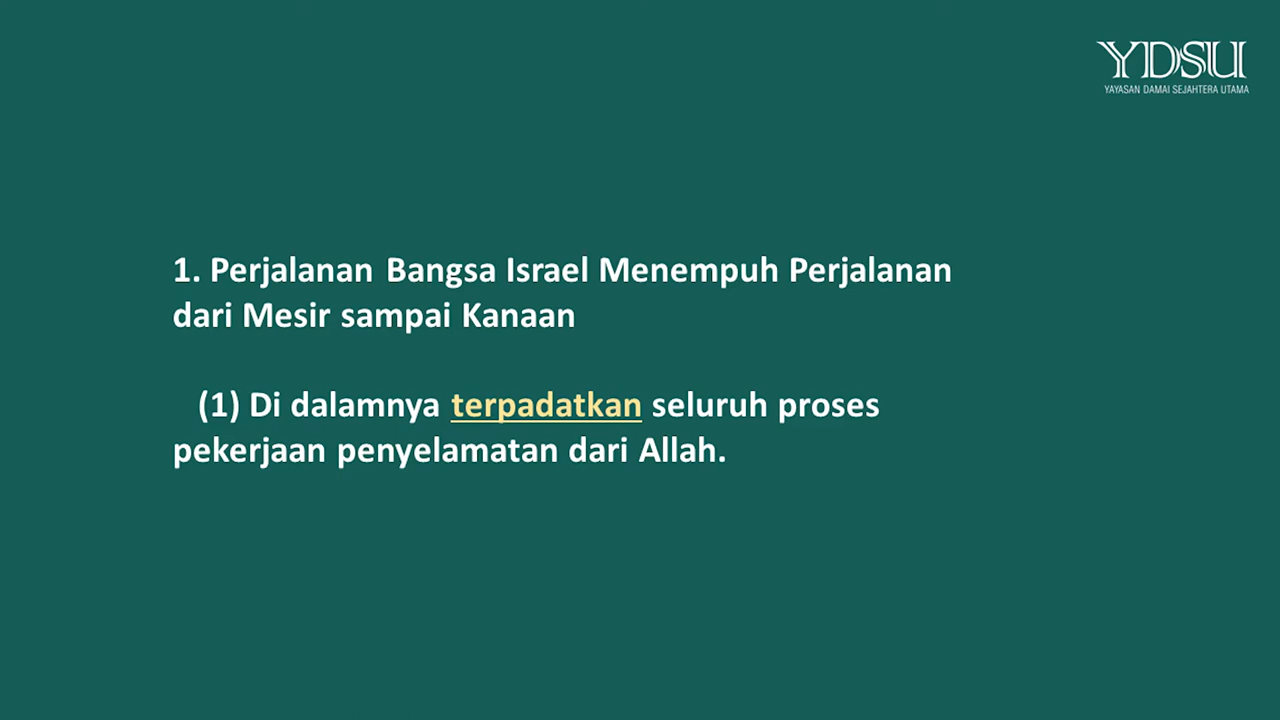 YDSU
YAYASAN DAMAI SEJAHTERA UTAMA
1. Perjalanan Bangsa Israel Menempuh Perjalanan
dari Mesir sampai Kanaan
(1) Di dalamnya terpadatkan seluruh proses
pekerjaan penyelamatan dari Allah.